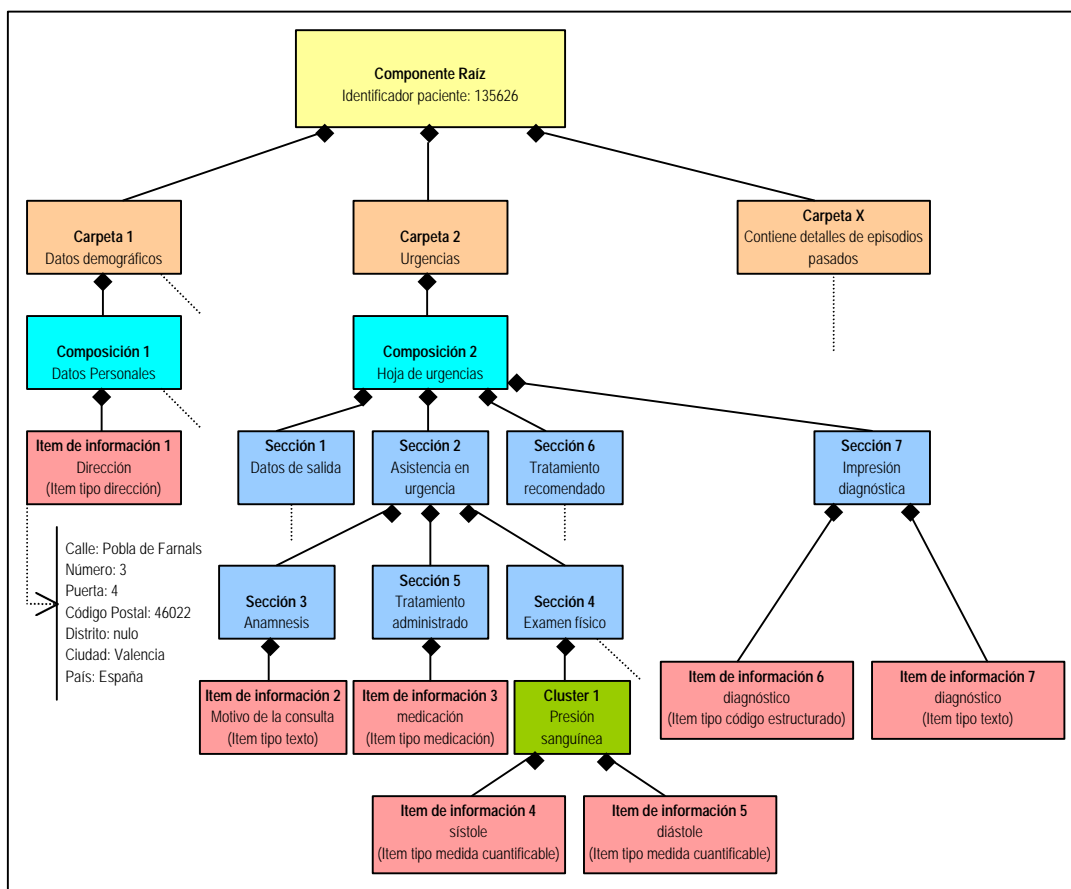 Componente Raíz
Identificador paciente: 135626
Carpeta 1
Datos demográficos
Carpeta 2
Urgencias
Carpeta X
Contiene detalles de episodios
pasados
Composición 1
Datos Personales
Composición 2
Hoja de urgencias
Item de información 1
Dirección
(Item tipo dirección)
Sección 1
Datos de salida
Sección 2
Asistencia en
urgencia
Sección 6
Tratamiento
recomendado
Sección 7
Impresión
diagnóstica
Calle: Pobla de Farnals
Número: 3
Puerta: 4
Código Postal: 46022
Distrito: nulo
Ciudad: Valencia
País: España
Sección 3
Anamnesis
Sección 5
Tratamiento
administrado
Sección 4
Examen físico
Item de información 2
Motivo de la consulta
(Item tipo texto)
Item de información 3
medicación
(Item tipo medicación)
Cluster 1
Presión
sanguínea
Item de información 6
diagnóstico
(Item tipo código estructurado)
Item de información 7
diagnóstico
(Item tipo texto)
Item de información 4
sístole
(Item tipo medida cuantificable)
Item de información 5
diástole
(Item tipo medida cuantificable)